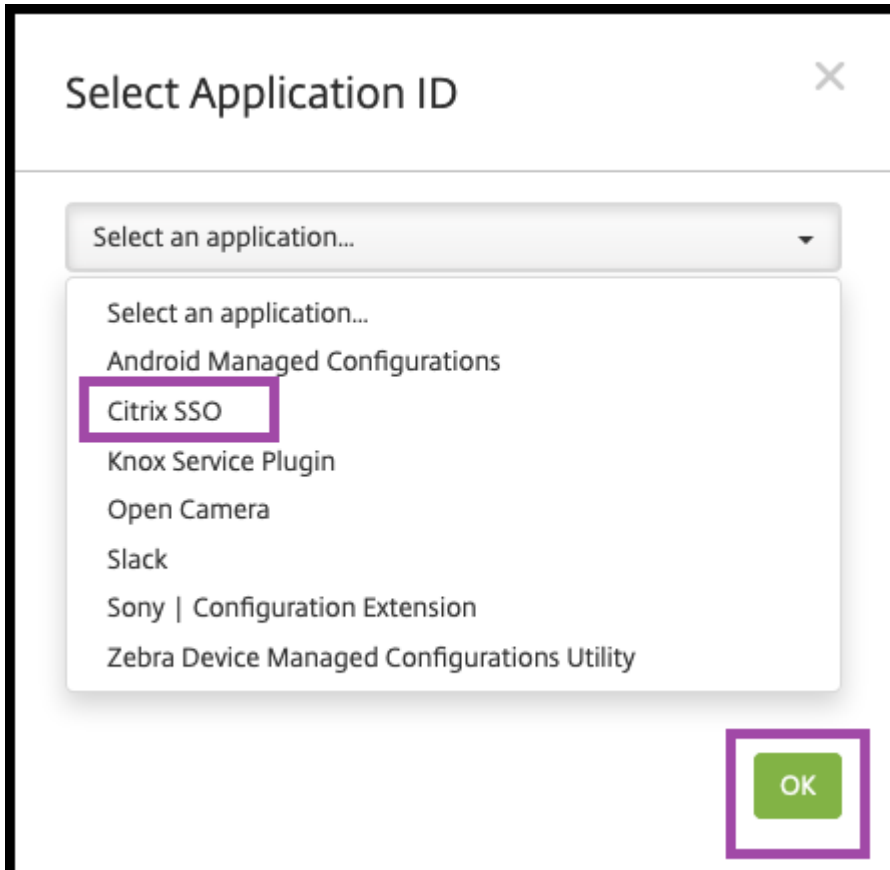 Select Application ID
Select an application...
Select an application...
Android Managed Configurations
Citrix SSO
Knox Service Plugin
Open Camera
Slack
Sony | Configuration Extension
Zebra Device Managed Configurations Utility
OK